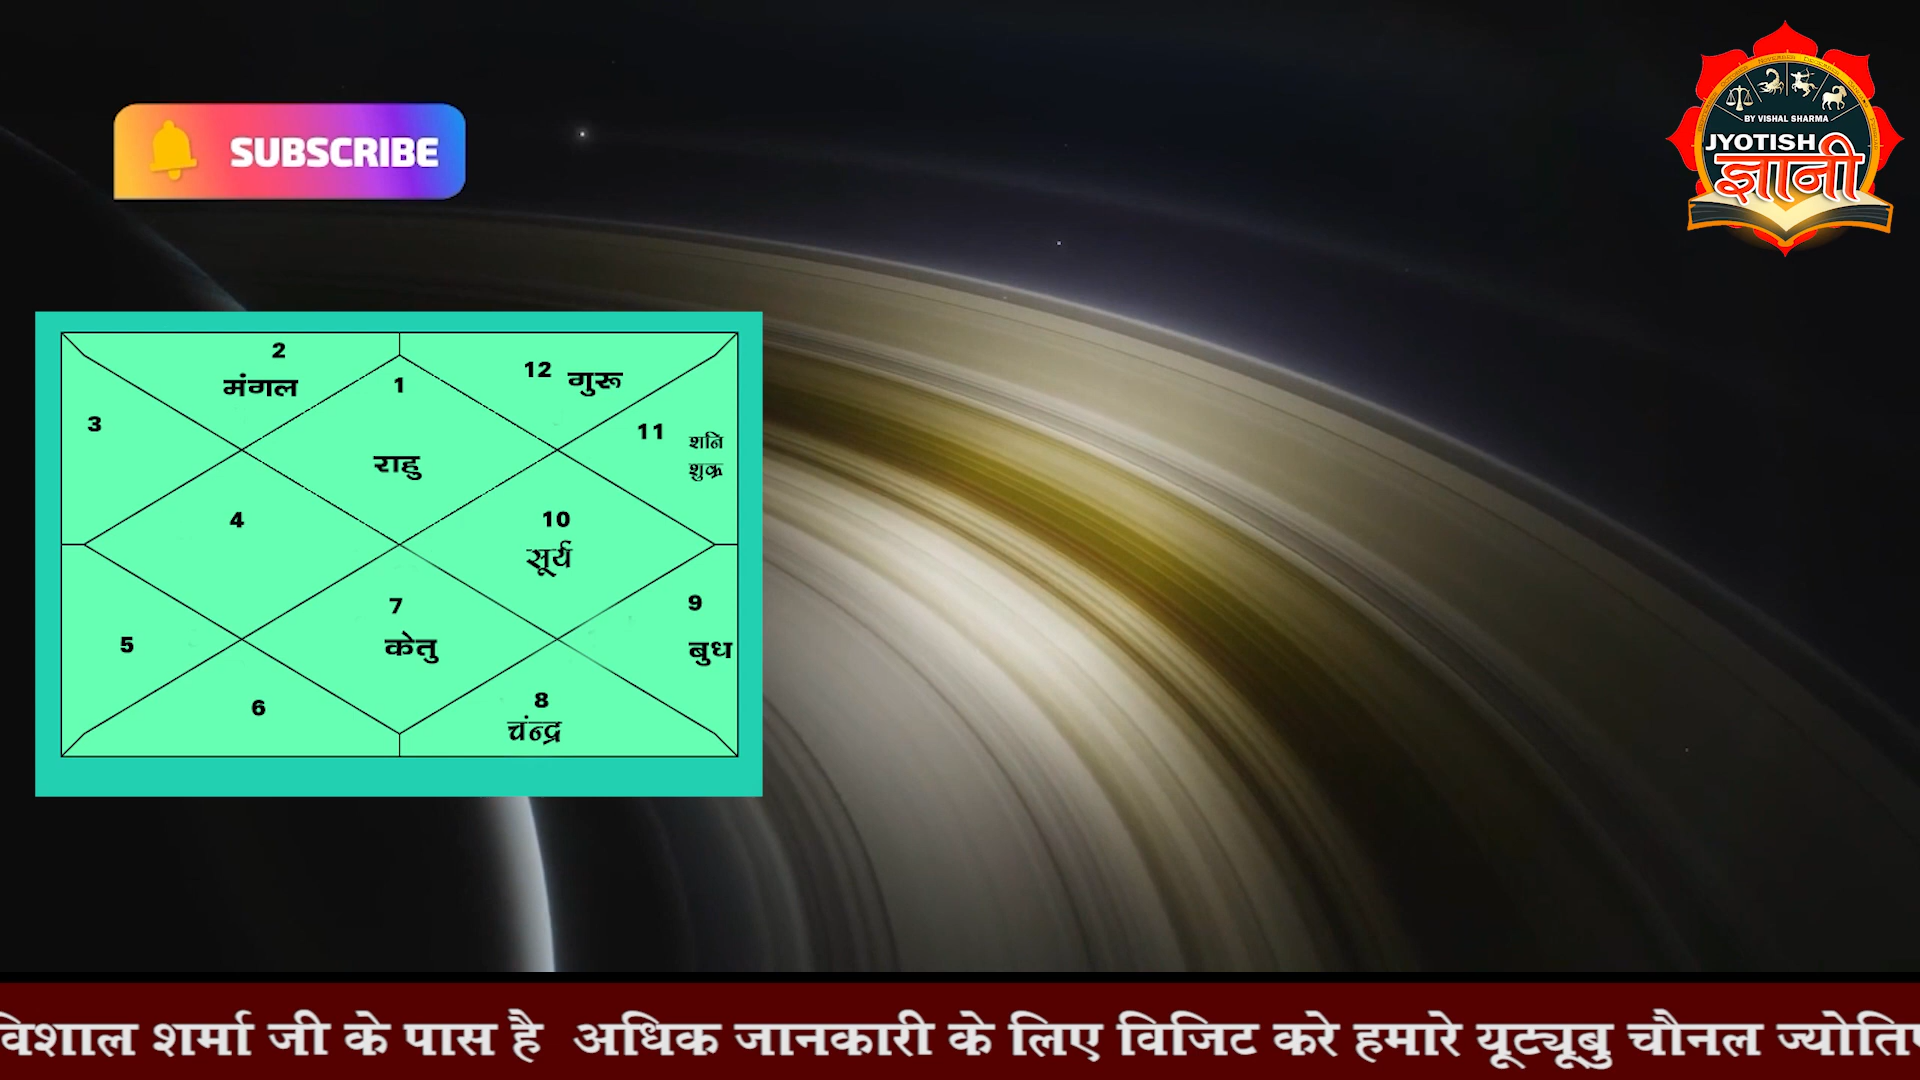 SUBSCRIBE
BY VISHAL SHARMA
JYOTISH
ज्ञानी
2
मंगल
1
12 गुरू
3
11 शनि
शुक्र
राहु
4
10
सूर्य
7
केतु
9
बुध
5
6
8
चंन्द्र
विशाल शर्मा जी के पास है अधिक जानकारी के लिए विजिट करे हमारे यूट्यूबु चौनल ज्योतिष